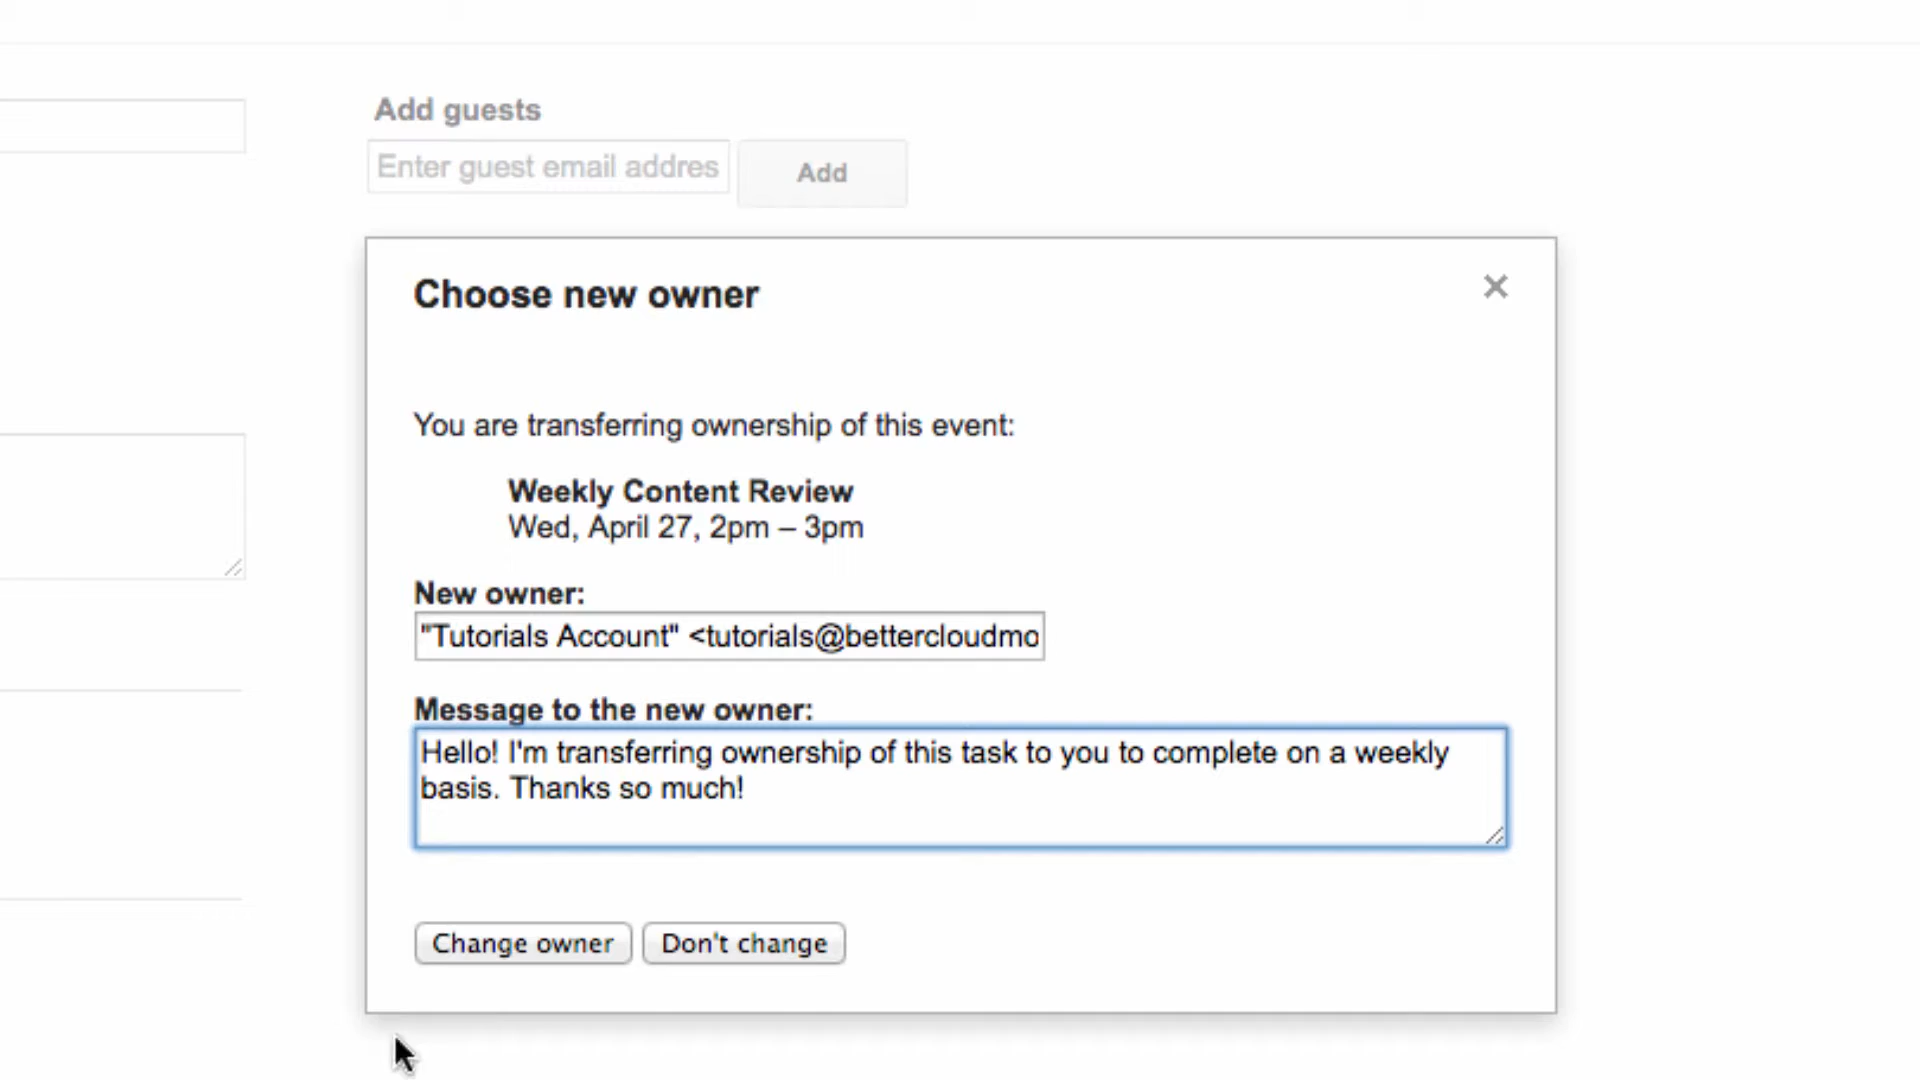 Add guests
Enter guest email addres
Add
Choose new owner
×
You are transferring ownership of this event:
Weekly Content Review
Wed, April 27, 2pm – 3pm
New owner:
"Tutorials Account" <tutorials@bettercloudmo
Message to the new owner:
Hello! I'm transferring ownership of this task to you to complete on a weekly
basis. Thanks so much!
Change owner
Don't change